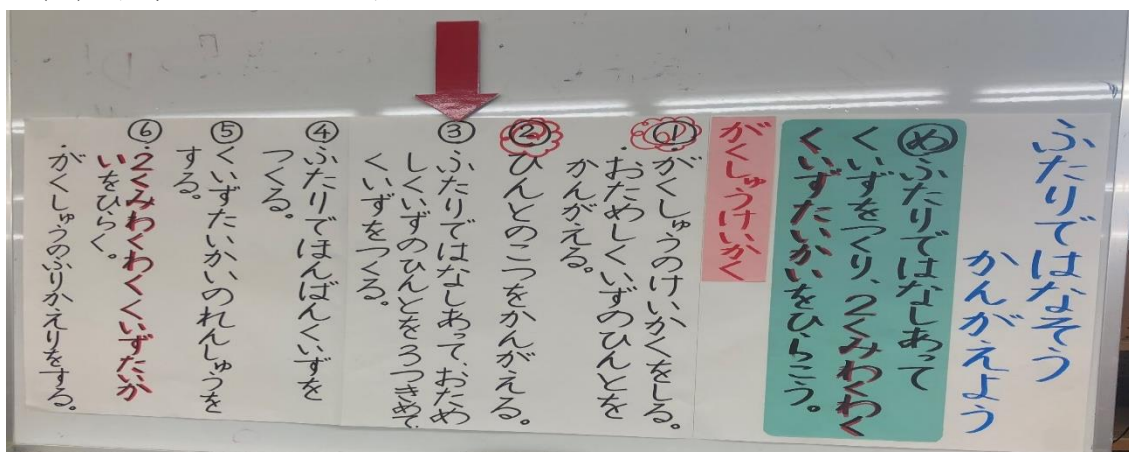 ふたりではなそう
かんがえよう
め ふたりではなしあって
くいずをつくり、2くみわくわく
くいずたいかいをひらこう。
がくしゅうけいかく
①がくしゅうのけいかくをしる。
・おためしくいずのひんとを
かんがえる。
②ひんとのこつをかんがえる。
③・ふたりではなしあって、おため
しくいずのひんとを3つきめて
くいずをつくる。
④ふたりでほんばんくいずを
つくる。
⑤くいずたいかいのれんしゅうを
する。
⑥・2くみわくわくくいずたいか
いをひらく。
・がくしゅうのふりかえりをする。